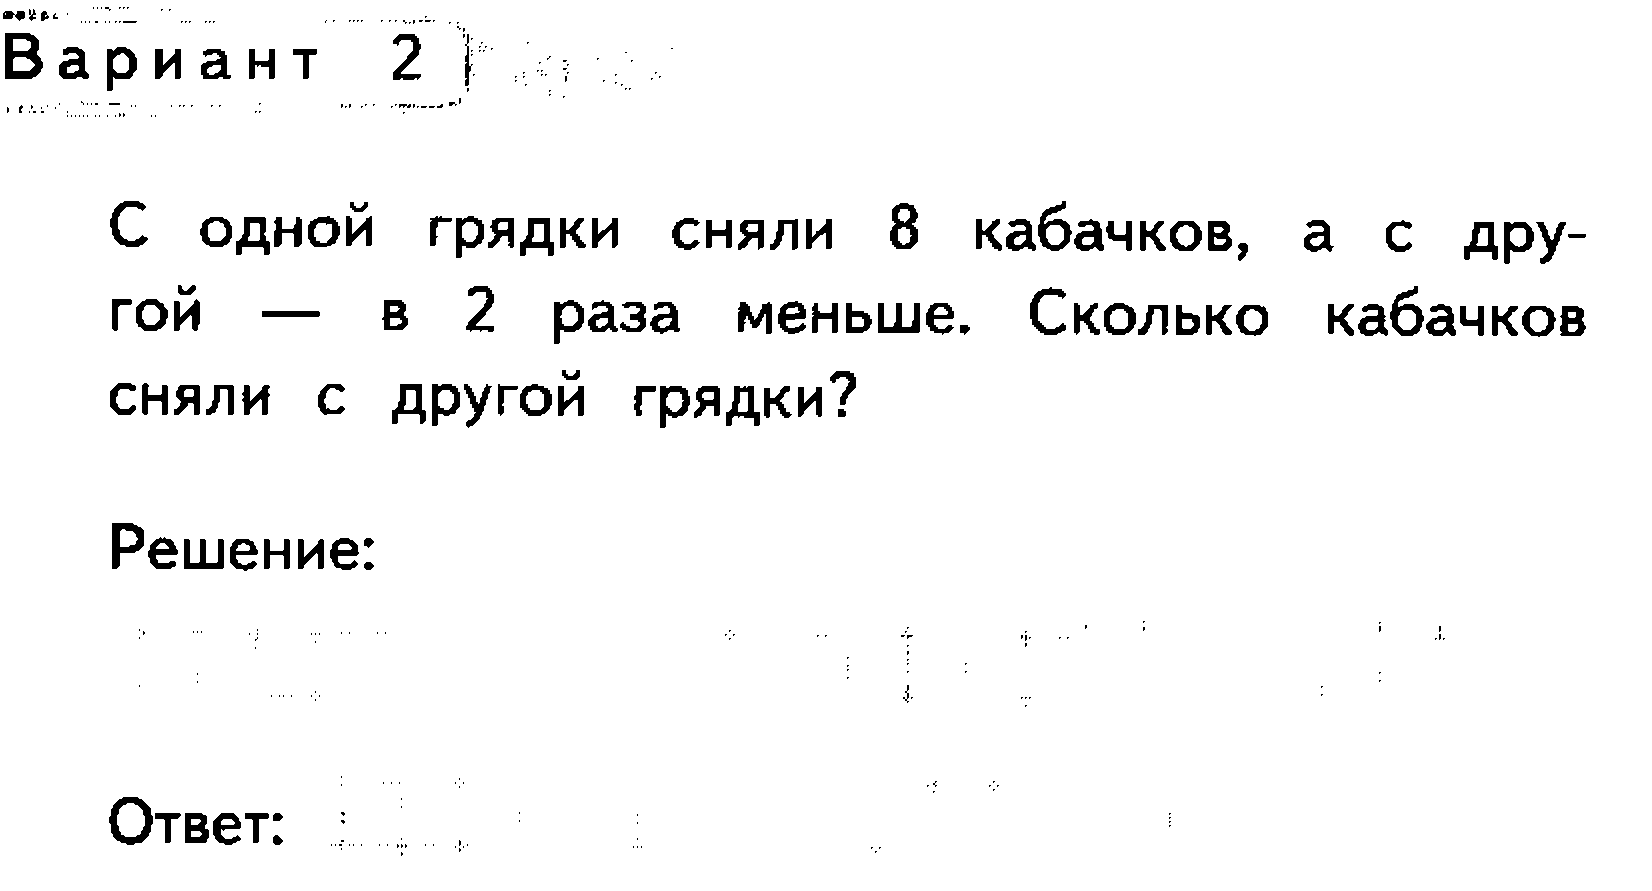 Вариант 2
С одной грядки сняли 8 кабачков, а с дру-
гой — в 2 раза меньше. Сколько кабачков
сняли с другой грядки?
Решение:
Ответ: